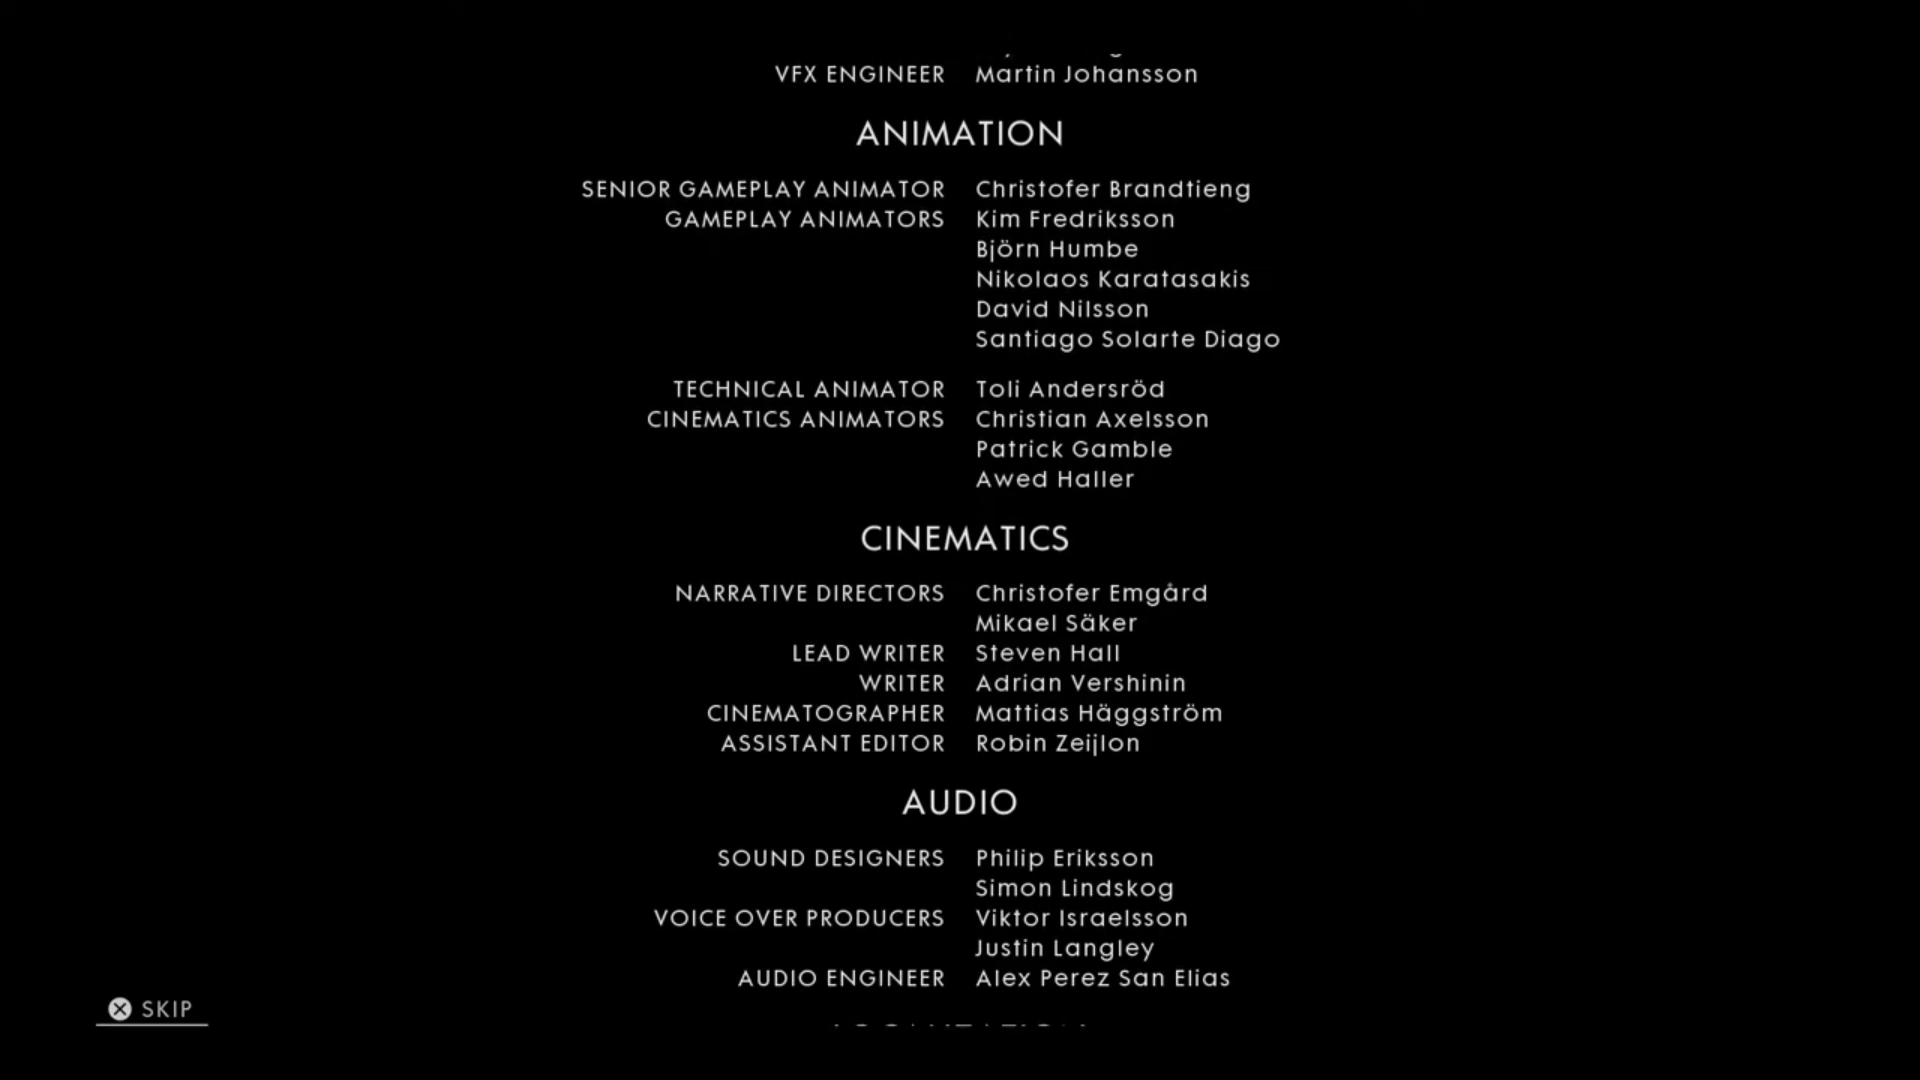 VFX ENGINEER Martin Johansson
ANIMATION
SENIOR GAMEPLAY ANIMATOR Christofer Brandtieng
GAMEPLAY ANIMATORS Kim Fredriksson
Björn Humbe
Nikolaos Karatasakis
David Nilsson
Santiago Solarte Diago
TECHNICAL ANIMATOR Toli Andersröd
CINEMATICS ANIMATORS Christian Axelsson
Patrick Gamble
Awed Haller
CINEMATICS
NARRATIVE DIRECTORS Christofer Emgård
Mikael Säker
LEAD WRITER Steven Hall
WRITER Adrian Vershinin
CINEMATOGRAPHER Mattias Häggström
ASSISTANT EDITOR Robin Zeijlon
AUDIO
SOUND DESIGNERS Philip Eriksson
Simon Lindskog
VOICE OVER PRODUCERS Viktor Israelsson
Justin Langley
AUDIO ENGINEER Alex Perez San Elias
SKIP